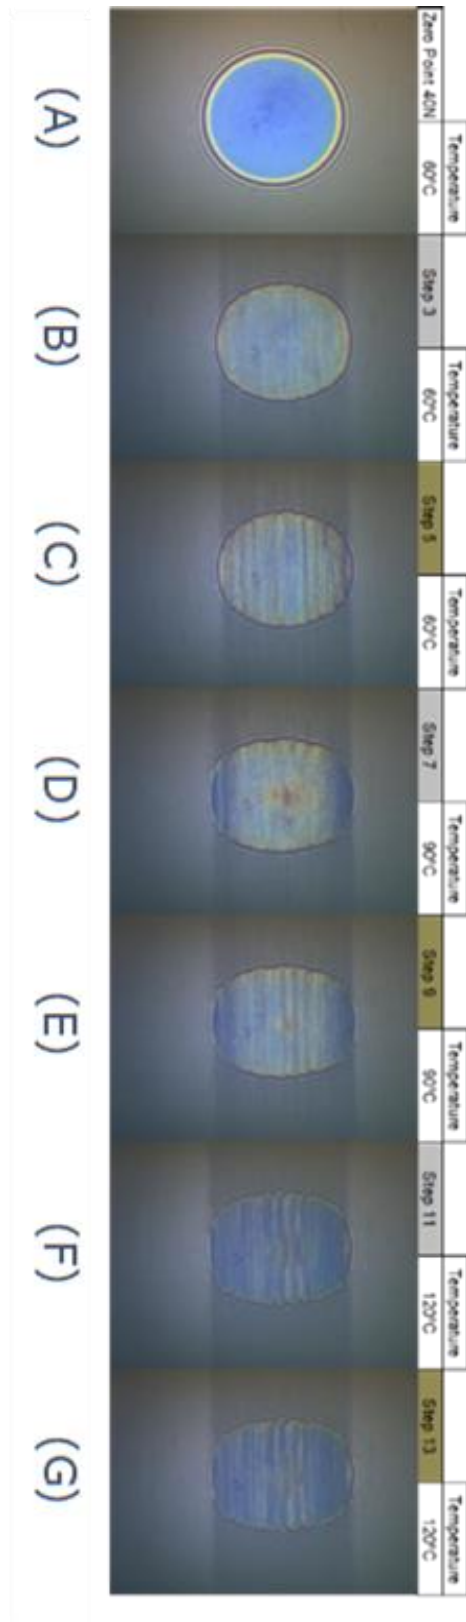 Zero Point 40N Temperature 60°C
Step 3 Temperature 60°C
Step 5 Temperature 60°C
Step 7 Temperature 90°C
Step 9 Temperature 90°C
Step 11 Temperature 120°C
Step 13 Temperature 120°C
(A)
(B)
(C)
(D)
(E)
(F)
(G)